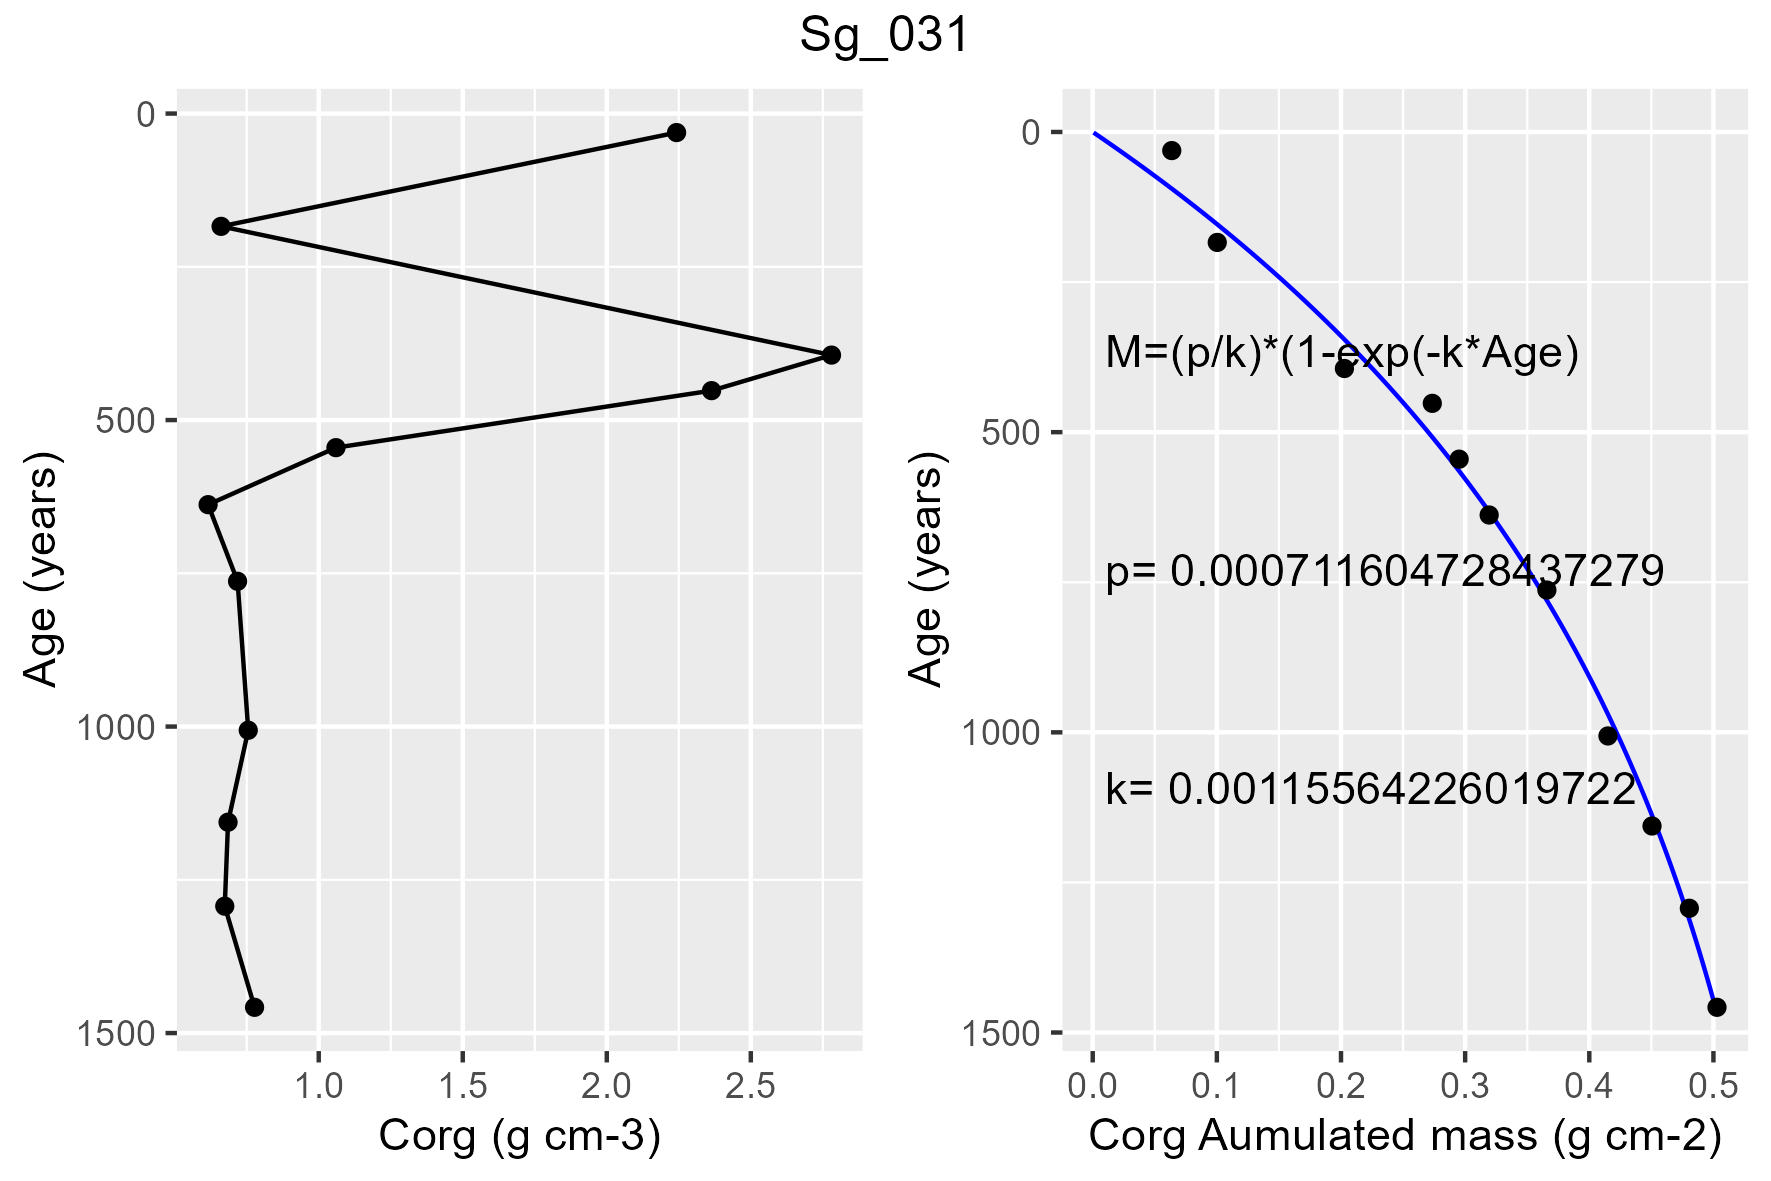 Sg_031
0
500
1000
1500
Age (years)
1.0 1.5 2.0 2.5
Corg (g cm-3)
0
500
1000
1500
Age (years)
M=(p/k)*(1-exp(-k*Age)
p= 0.000711604728437279
k= 0.00115564226019722
0.0 0.1 0.2 0.3 0.4 0.5
Corg Aumulated mass (g cm-2)